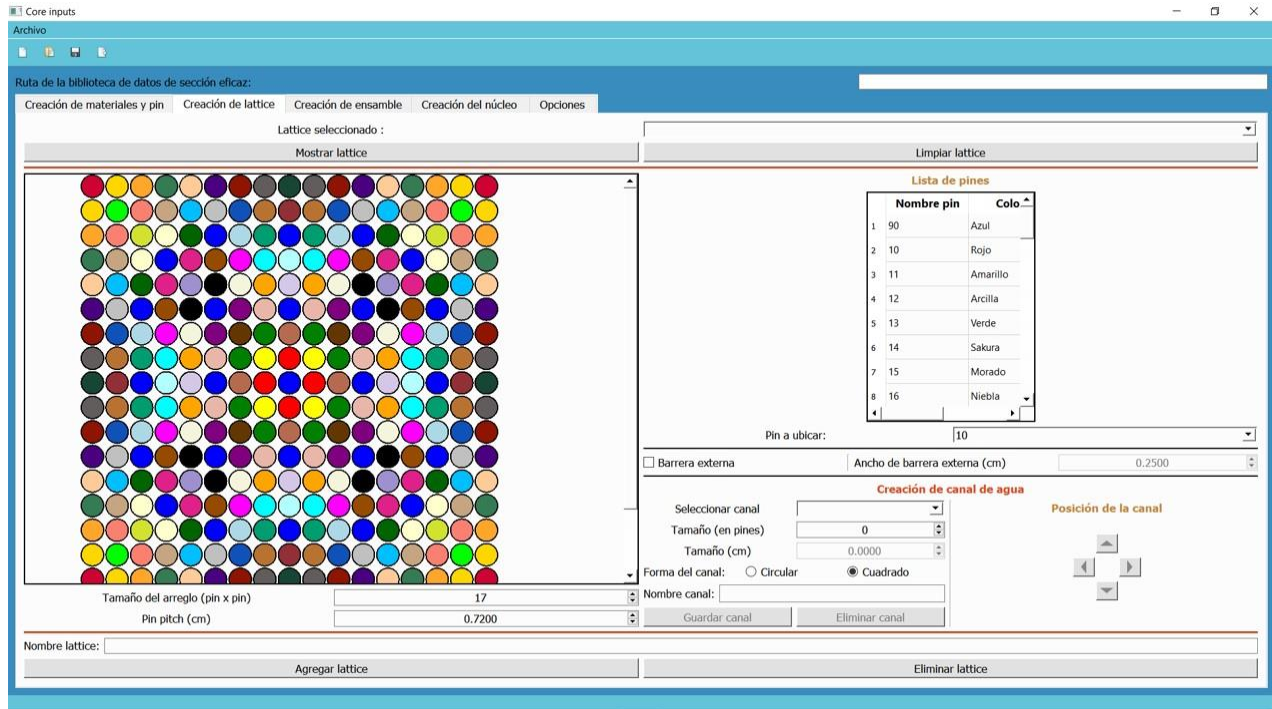 Core inputs
Archivo
Ruta de la biblioteca de datos de sección eficaz:
Creación de materiales y pin Creación de lattice Creación de ensamble Creación del núcleo Opciones
Lattice seleccionado :
Mostrar lattice Limpiar lattice
Lista de pines
Nombre pin Colo
1 90 Azul
2 10 Rojo
3 11 Amarillo
4 12 Arcilla
5 13 Verde
6 14 Sakura
7 15 Morado
8 16 Niebla
Pin a ubicar: 10
Barrera externa Ancho de barrera externa (cm) 0.2500
Creación de canal de agua
Seleccionar canal Posición de la canal
Tamaño (en pines) 0
Tamaño (cm) 0.0000
Forma del canal: Circular Cuadrado
Nombre canal:
Guardar canal Eliminar canal
Tamaño del arreglo (pin x pin) 17
Pin pitch (cm) 0.7200
Nombre lattice:
Agregar lattice Eliminar lattice